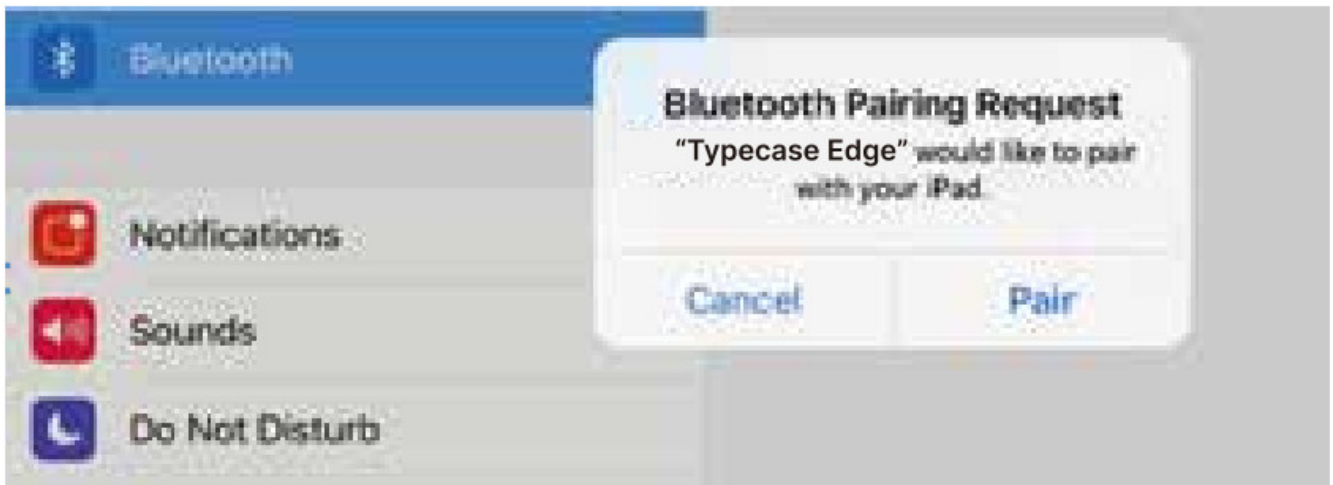 Bluetooth
Bluetooth Pairing Request
“Typecase Edge” would like to pair
with your iPad.
Cancel
Pair
Notifications
Sounds
Do Not Disturb